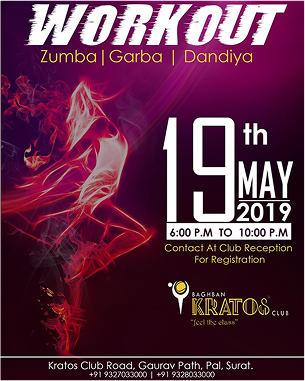 WORKOUT
Zumba | Garba | Dandiya
19th
MAY
2019
6:00 P.M TO 10:00 P.M
Contact At Club Reception
For Registration
BAGHBAN
KRATOS CLUB
"feel the class"
Kratos Club Road, Gaurav Path, Pal, Surat.
+91 9327033000 | +91 9328033000